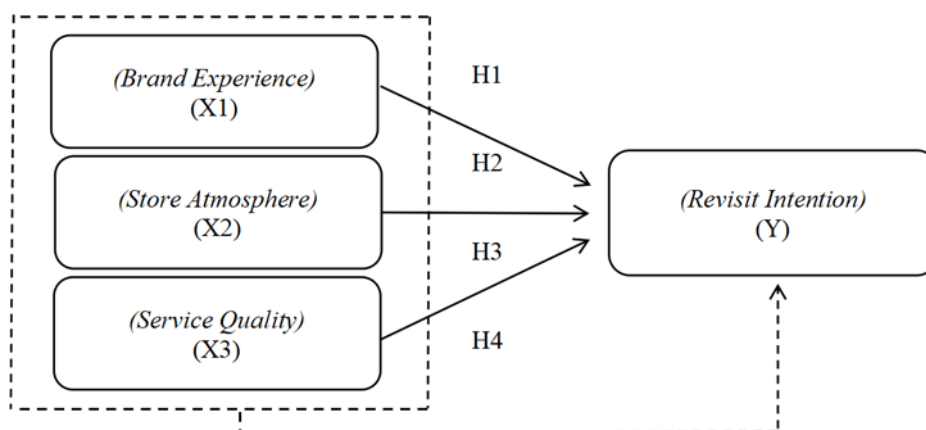 (Brand Experience)
(X1)
H1
H2
(Store Atmosphere)
(X2)
(Revisit Intention)
(Y)
H3
(Service Quality)
(X3)
H4